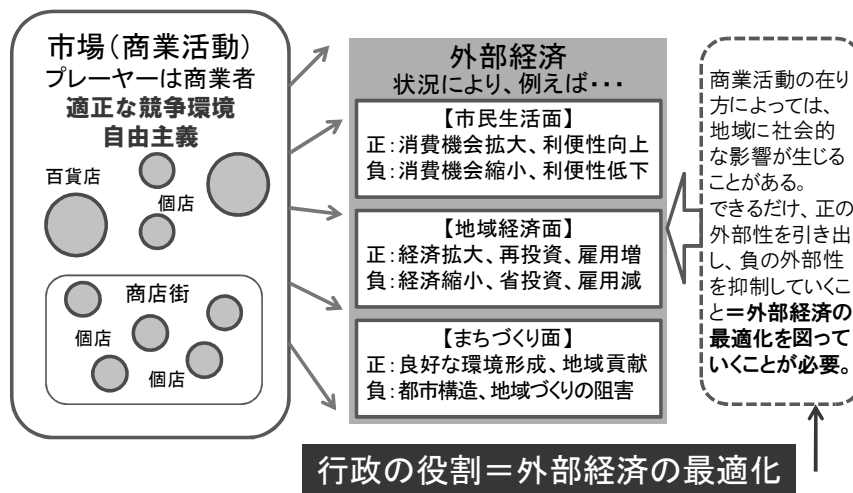 市場（商業活動）
プレーヤーは商業者
適正な競争環境
自由主義
百貨店
個店
商店街
個店
個店
外部経済
状況により、例えば・・・
【市民生活面】
正：消費機会拡大、利便性向上
負：消費機会縮小、利便性低下
【地域経済面】
正：経済拡大、再投資、雇用増
負：経済縮小、省投資、雇用減
【まちづくり面】
正：良好な環境形成、地域貢献
負：都市構造、地域づくりの阻害
商業活動の在り
方によっては、
地域に社会的
な影響が生じる
ことがある。
できるだけ、正の
外部性を引き出
し、負の外部性
を抑制していくこ
と＝外部経済の
最適化を図って
いくことが必要。
行政の役割＝外部経済の最適化